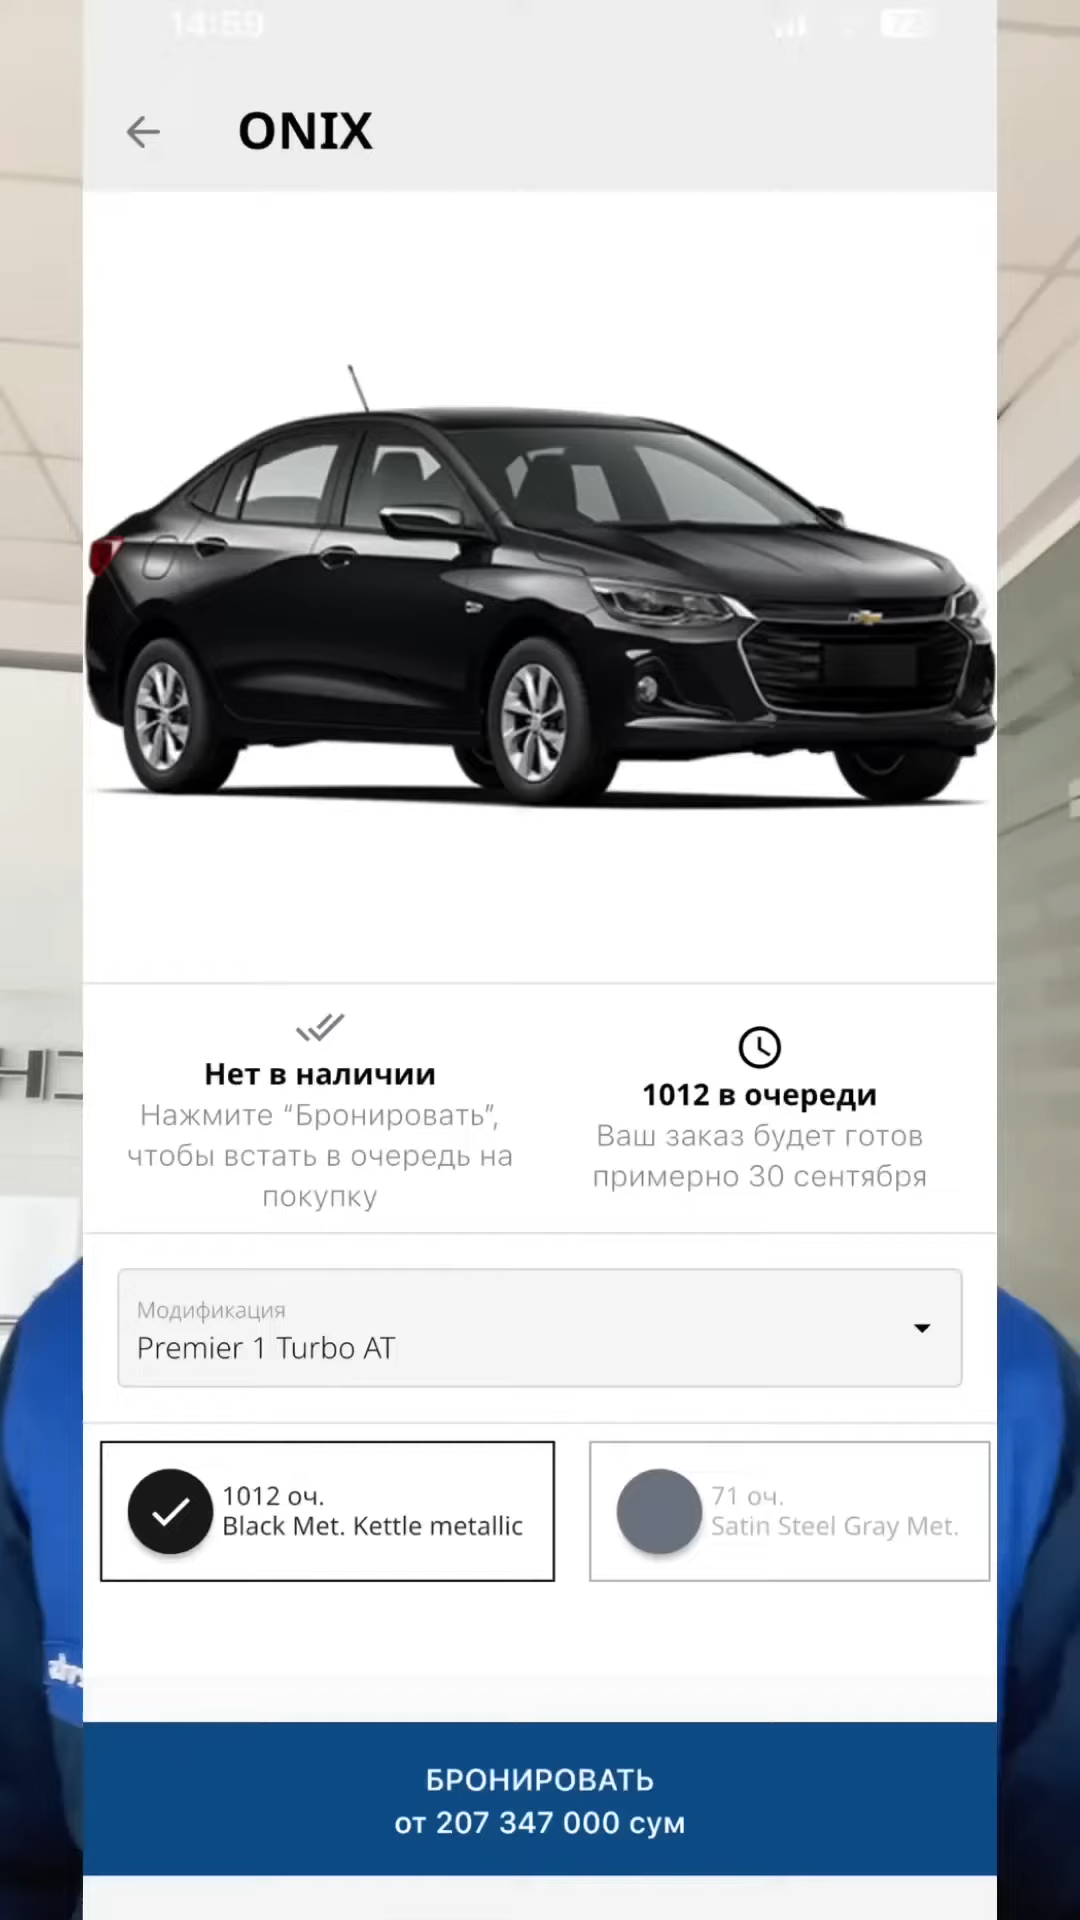 14:59
ONIX
Нет в наличии
Нажмите “Бронировать”,
чтобы встать в очередь на
покупку
1012 в очереди
Ваш заказ будет готов
примерно 30 сентября
Модификация
Premier 1 Turbo AT
1012 оч.
Black Met. Kettle metallic
71 оч.
Satin Steel Gray Met.
БРОНИРОВАТЬ
от 207 347 000 сум